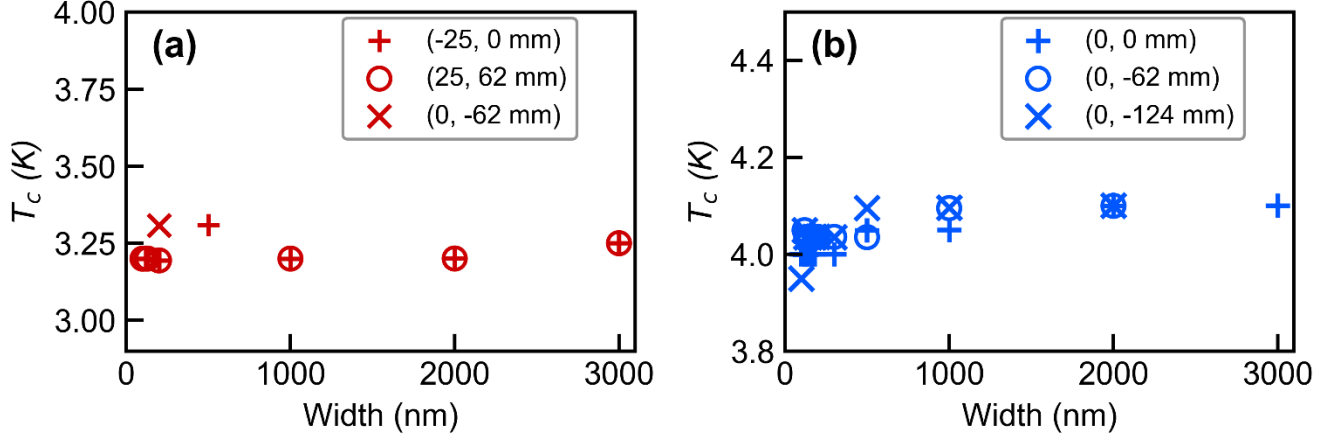 (a)
(-25, 0 mm)
(25, 62 mm)
(0, -62 mm)
4.00
3.75
3.50
3.25
3.00
T_c (K)
0 1000 2000 3000
Width (nm)
(b)
(0, 0 mm)
(0, -62 mm)
(0, -124 mm)
4.4
4.2
4.0
3.8
T_c (K)
0 1000 2000 3000
Width (nm)